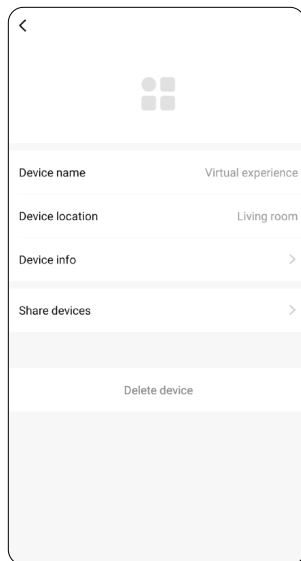 Device name
Virtual experience
Device location
Living room
Device info
Share devices
Delete device